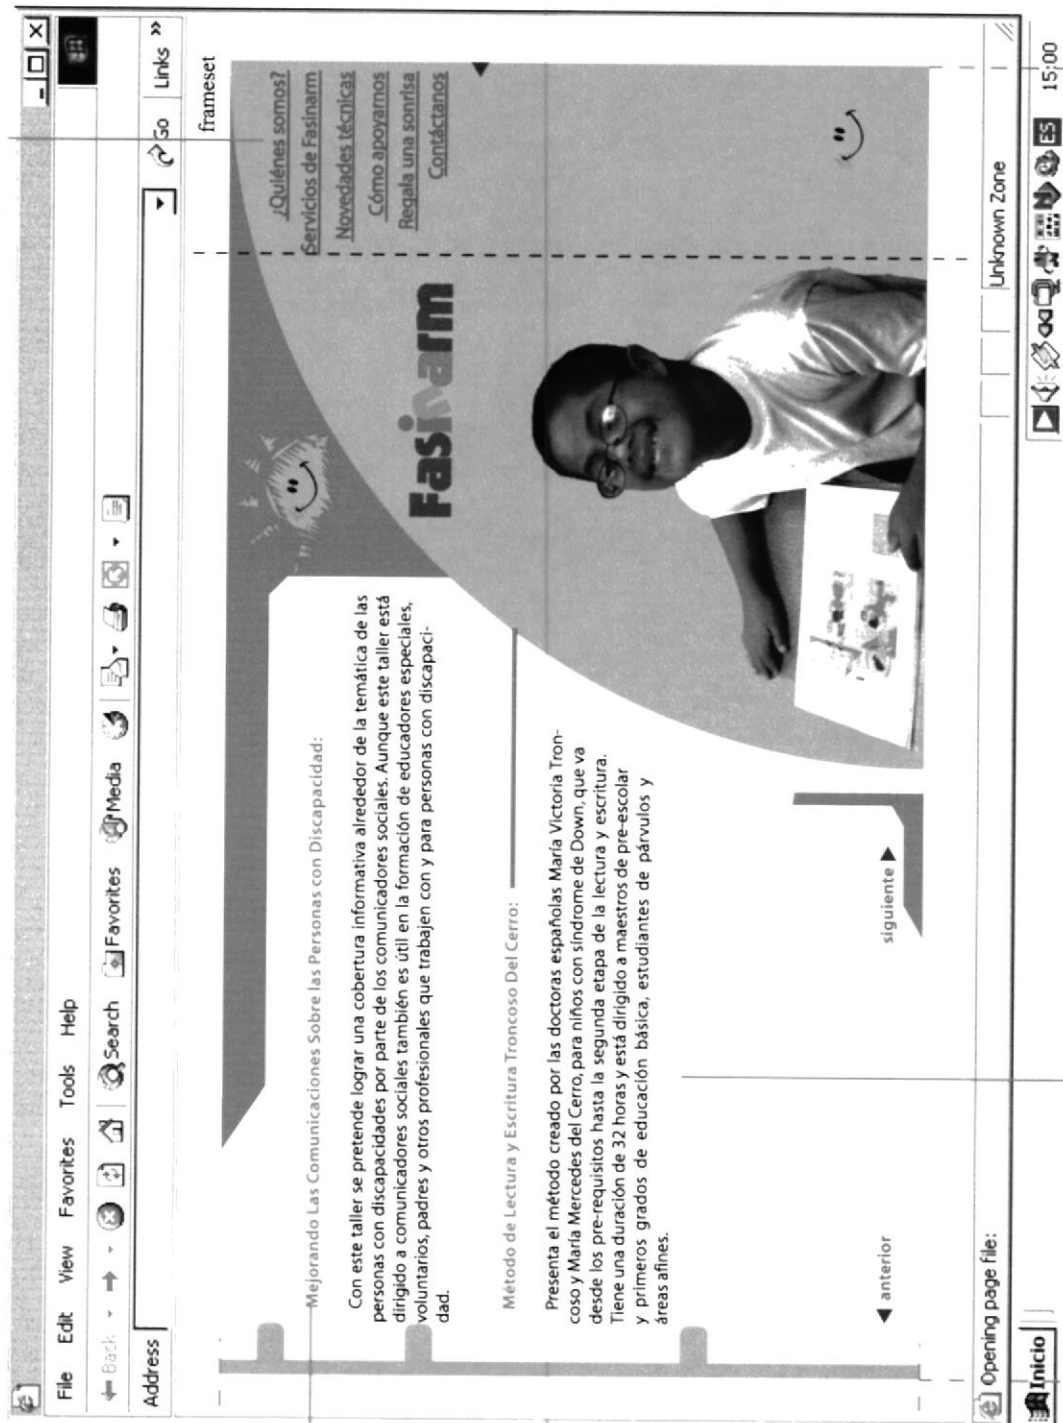 File Edit View Favorites Tools Help
Back Search Favorites Media
Address Go Links »
frameset
¿Quiénes somos?
Servicios de Fasinarm
Novedades técnicas
Cómo apoyarnos
Regala una sonrisa
Contáctanos
Fasinarm
Mejorando Las Comunicaciones Sobre las Personas con Discapacidad:
Con este taller se pretende lograr una cobertura informativa alrededor de la temática de las
personas con discapacidades por parte de los comunicadores sociales. Aunque este taller está
dirigido a comunicadores sociales también es útil en la formación de educadores especiales,
voluntarios, padres y otros profesionales que trabajen con y para personas con discapaci-
dad.
Método de Lectura y Escritura Troncoso Del Cerro:
Presenta el método creado por las doctoras españolas María Victoria Tron-
coso y María Mercedes del Cerro, para niños con síndrome de Down, que va
desde los pre-requisitos hasta la segunda etapa de la lectura y escritura.
Tiene una duración de 32 horas y está dirigido a maestros de pre-escolar
y primeros grados de educación básica, estudiantes de párvulos y
áreas afines.
anterior
siguiente
Opening page file:
Unknown Zone
Inicio
ES
15:00